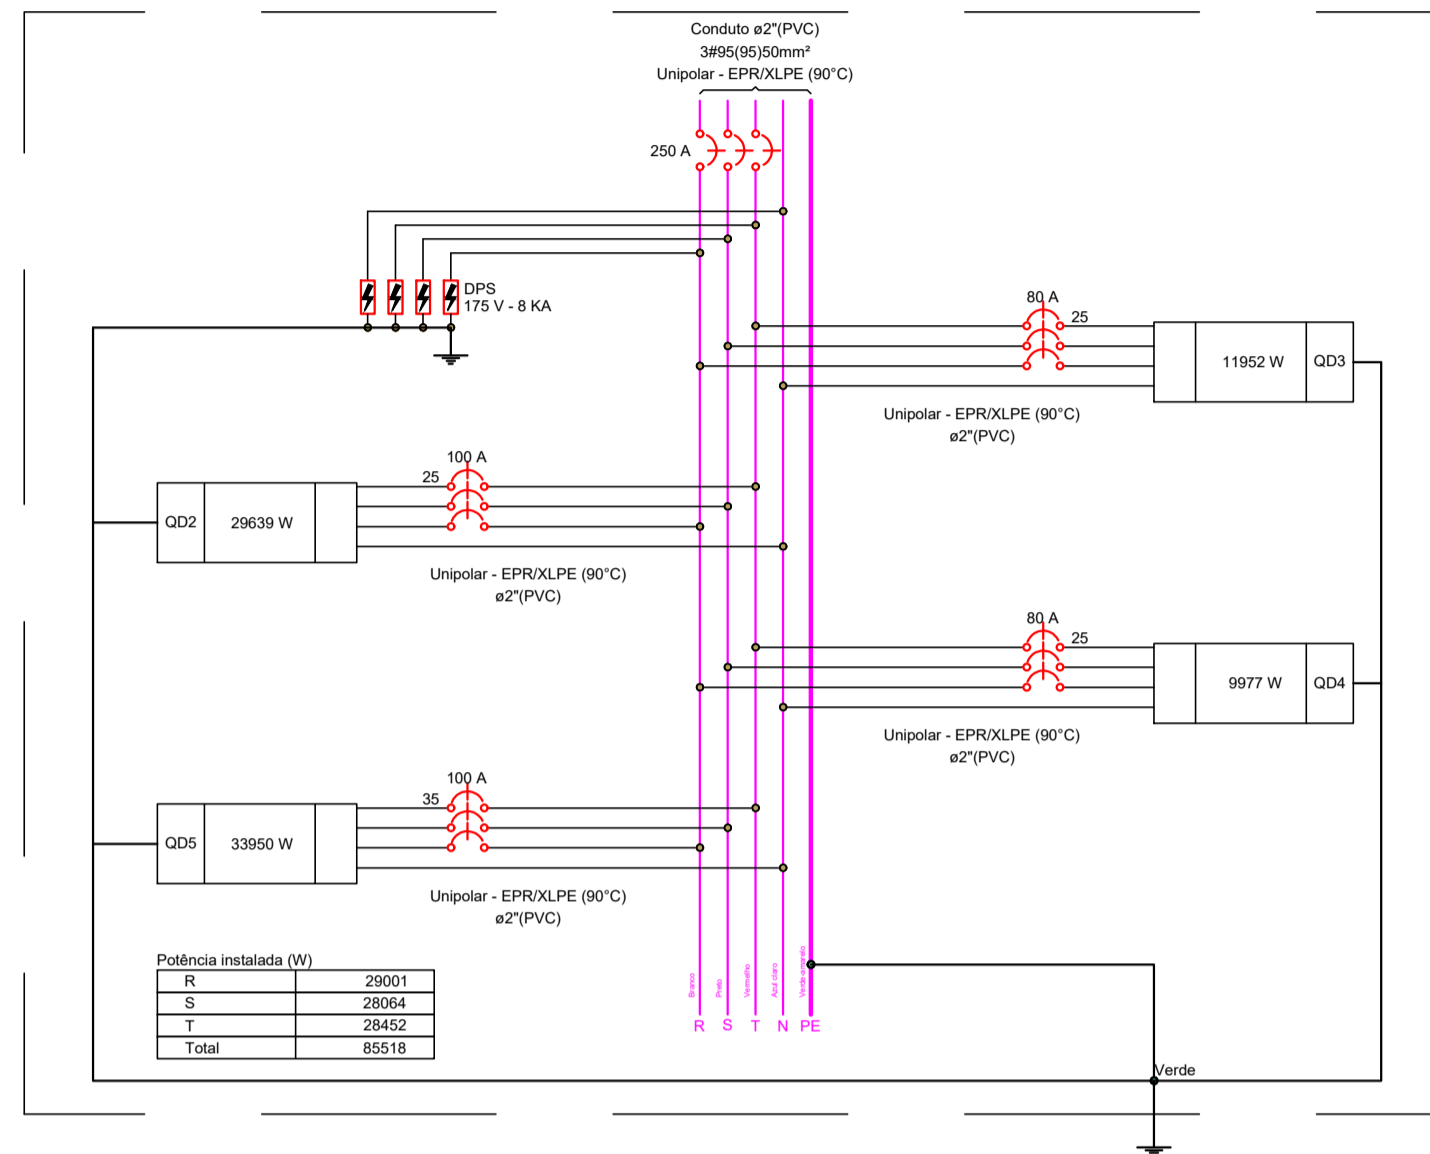 Conduto ø2"(PVC)
3#95(95)50mm²
Unipolar - EPR/XLPE (90°C)
250 A
DPS
175 V - 8 KA
80 A
25
11952 W
QD3
Unipolar - EPR/XLPE (90°C)
ø2"(PVC)
100 A
25
QD2
29639 W
Unipolar - EPR/XLPE (90°C)
ø2"(PVC)
80 A
25
9977 W
QD4
Unipolar - EPR/XLPE (90°C)
ø2"(PVC)
100 A
35
QD5
33950 W
Unipolar - EPR/XLPE (90°C)
ø2"(PVC)
Potência instalada (W)
R 29001
S 28064
T 28452
Total 85518
Branco
Preto
Vermelho
Azul claro
Verde-amarelo
R S T N PE
Verde